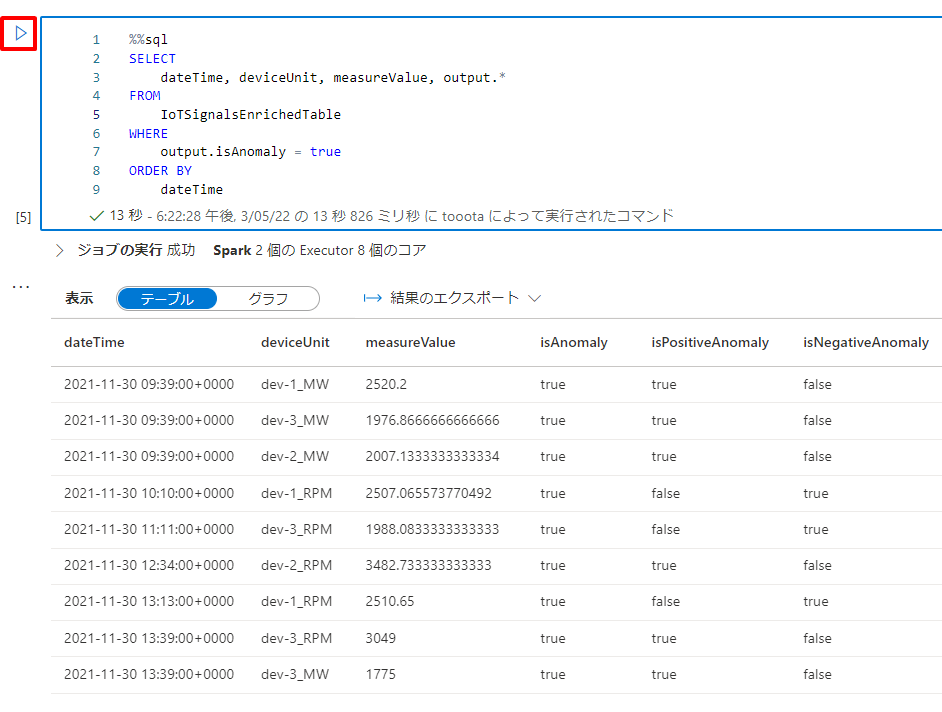 1 %%sql
2 SELECT
3 dateTime, deviceUnit, measureValue, output.*
4 FROM
5 IoTSignalsEnrichedTable
6 WHERE
7 output.isAnomaly = true
8 ORDER BY
9 dateTime
[5] 13 秒 - 6:22:28 午後, 3/05/22 の 13 秒 826 ミリ秒 に tooota によって実行されたコマンド
ジョブの実行 成功 Spark 2 個の Executor 8 個のコア
...
表示 テーブル グラフ 結果のエクスポート
dateTime deviceUnit measureValue isAnomaly isPositiveAnomaly isNegativeAnomaly
2021-11-30 09:39:00+0000 dev-1_MW 2520.2 true true false
2021-11-30 09:39:00+0000 dev-3_MW 1976.8666666666666 true true false
2021-11-30 09:39:00+0000 dev-2_MW 2007.1333333333334 true true false
2021-11-30 10:10:00+0000 dev-1_RPM 2507.065573770492 true false true
2021-11-30 11:11:00+0000 dev-3_RPM 1988.0833333333333 true false true
2021-11-30 12:34:00+0000 dev-2_RPM 3482.733333333333 true true false
2021-11-30 13:13:00+0000 dev-1_RPM 2510.65 true false true
2021-11-30 13:39:00+0000 dev-3_RPM 3049 true true false
2021-11-30 13:39:00+0000 dev-3_MW 1775 true true false